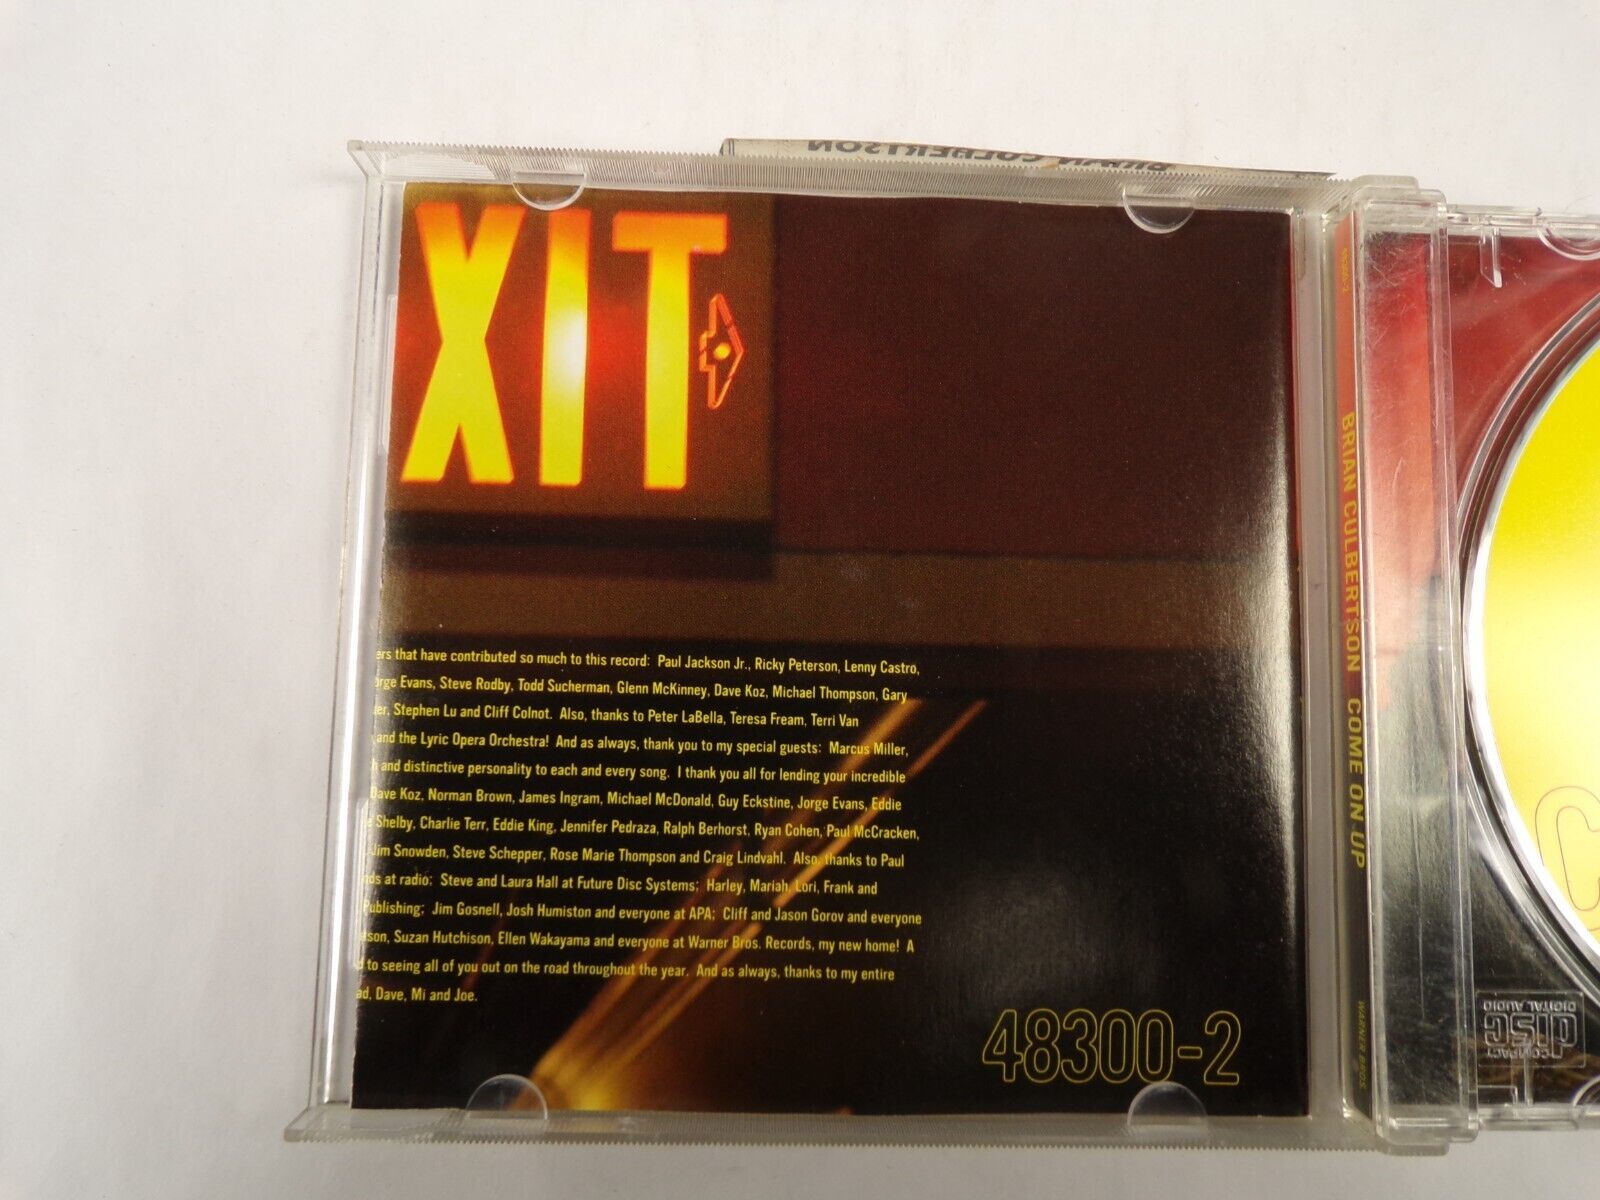 BRIAN CULBERTSON
XIT
ers that have contributed so much to this record: Paul Jackson Jr., Ricky Peterson, Lenny Castro,
orge Evans, Steve Rodby, Todd Sucherman, Glenn McKinney, Dave Koz, Michael Thompson, Gary
er, Stephen Lu and Cliff Colnot. Also, thanks to Peter LaBella, Teresa Fream, Terri Van
and the Lyric Opera Orchestra! And as always, thank you to my special guests: Marcus Miller,
h and distinctive personality to each and every song. I thank you all for lending your incredible
Dave Koz, Norman Brown, James Ingram, Michael McDonald, Guy Eckstine, Jorge Evans, Eddie
e Shelby, Charlie Terr, Eddie King, Jennifer Pedraza, Ralph Berhorst, Ryan Cohen, Paul McCracken,
Jim Snowden, Steve Schepper, Rose Marie Thompson and Craig Lindvahl. Also, thanks to Paul
nds at radio; Steve and Laura Hall at Future Disc Systems; Harley, Mariah, Lori, Frank and
Publishing; Jim Gosnell, Josh Humiston and everyone at APA; Cliff and Jason Gorov and everyone
son, Suzan Hutchison, Ellen Wakayama and everyone at Warner Bros. Records, my new home! A
d to seeing all of you out on the road throughout the year. And as always, thanks to my entire
ad, Dave, Mi and Joe.
48300-2
48300-2
BRIAN CULBERTSON COME ON UP
WARNER BROS.
C
COMPACT
disc
DIGITAL AUDIO